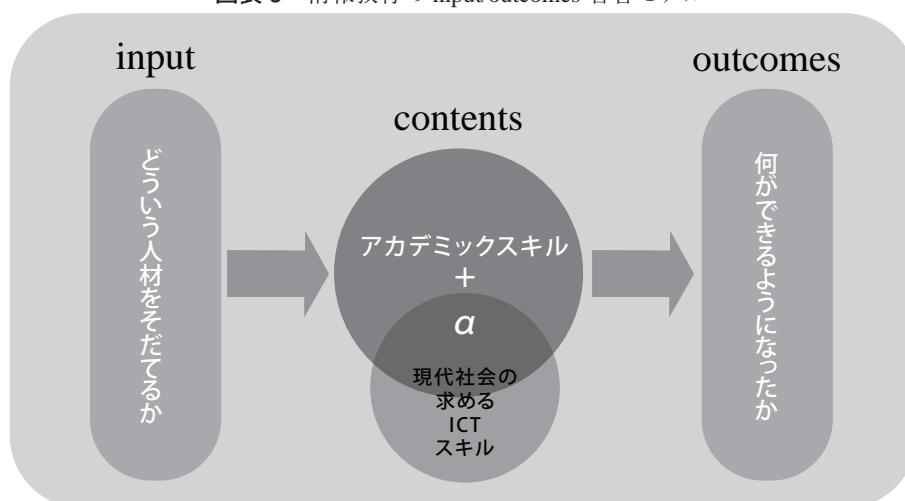 input
どういう人材をそだてるか
contents
アカデミックスキル
+
α
現代社会の
求める
ICT
スキル
outcomes
何ができるようになったか